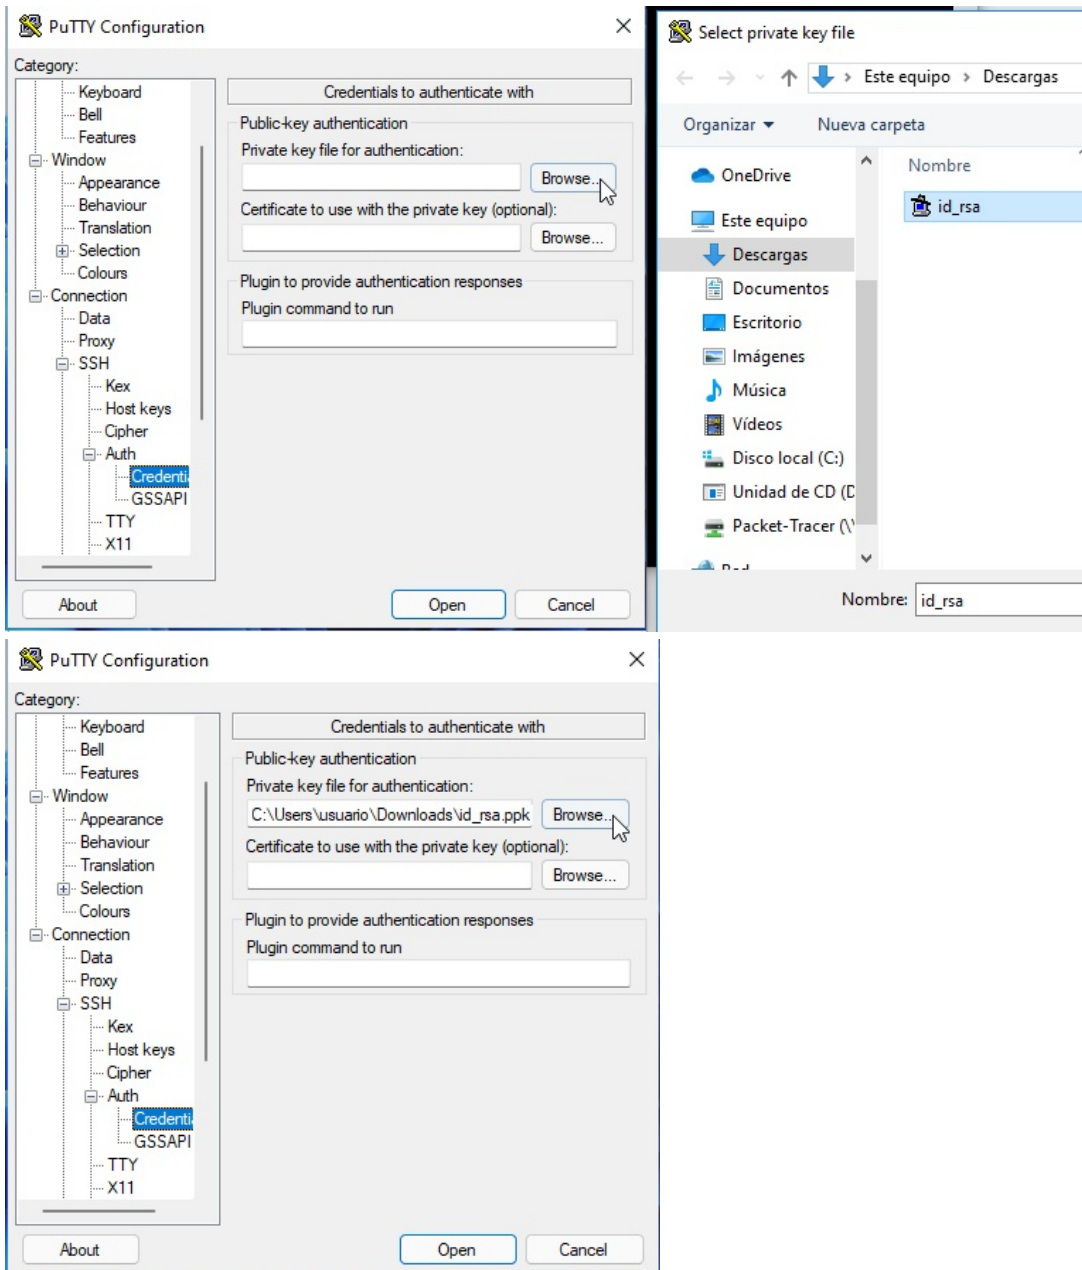 PuTTY Configuration
Category:
Keyboard
Bell
Features
Window
Appearance
Behaviour
Translation
Selection
Colours
Connection
Data
Proxy
SSH
Kex
Host keys
Cipher
Auth
Credenti
GSSAPI
TTY
X11
Credentials to authenticate with
Public-key authentication
Private key file for authentication:
Browse...
Certificate to use with the private key (optional):
Browse...
Plugin to provide authentication responses
Plugin command to run
About
Open
Cancel
Select private key file
Este equipo > Descargas
Organizar
Nueva carpeta
OneDrive
Este equipo
Descargas
Documentos
Escritorio
Imágenes
Música
Vídeos
Disco local (C:)
Unidad de CD (D
Packet-Tracer (\\
Nombre
id_rsa
Nombre:
id_rsa
PuTTY Configuration
Category:
Keyboard
Bell
Features
Window
Appearance
Behaviour
Translation
Selection
Colours
Connection
Data
Proxy
SSH
Kex
Host keys
Cipher
Auth
Credenti
GSSAPI
TTY
X11
Credentials to authenticate with
Public-key authentication
Private key file for authentication:
C:\Users\usuario\Downloads\id_rsa.ppk
Browse...
Certificate to use with the private key (optional):
Browse...
Plugin to provide authentication responses
Plugin command to run
About
Open
Cancel